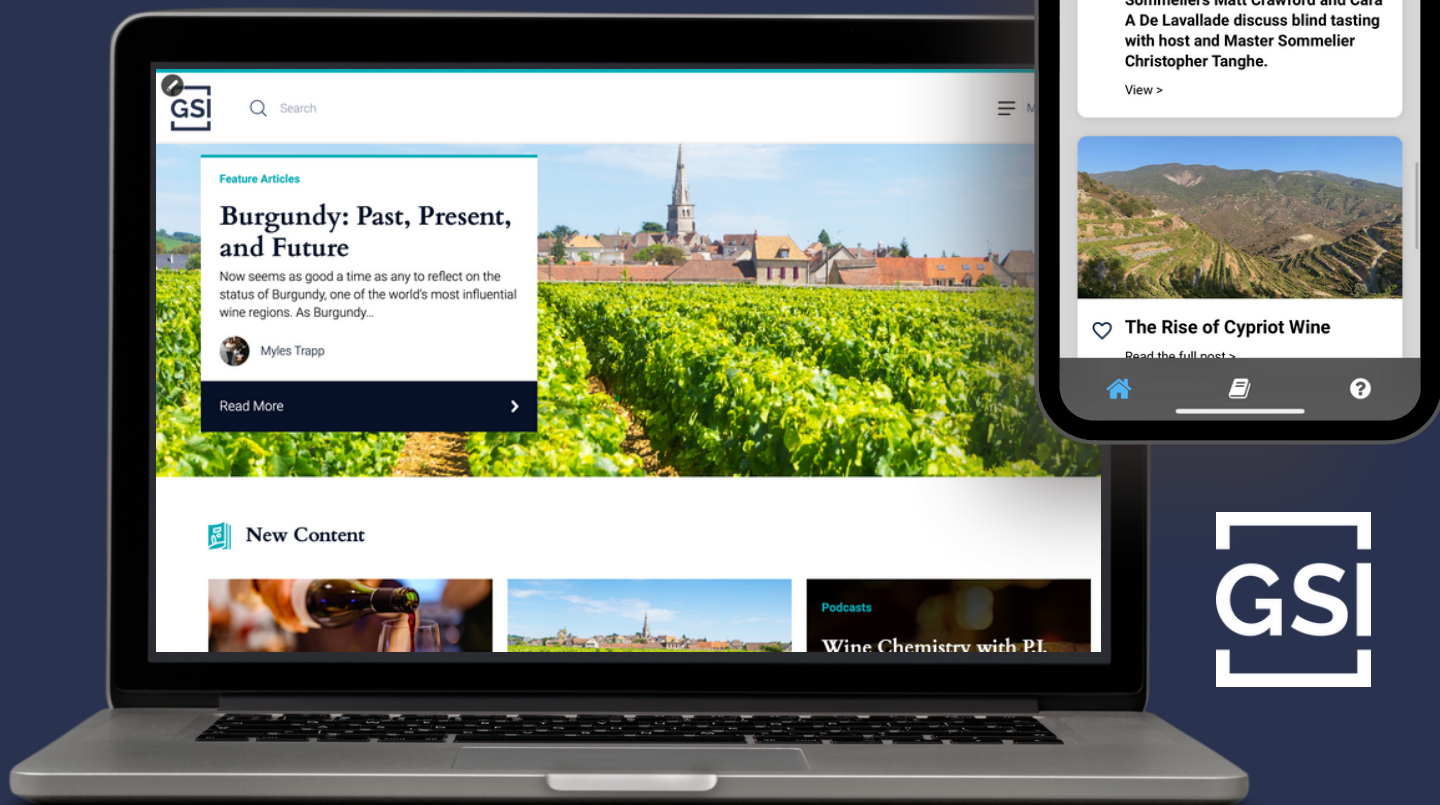 GSI
Search
Feature Articles
Burgundy: Past, Present,
and Future
Now seems as good a time as any to reflect on the
status of Burgundy, one of the world's most influential
wine regions. As Burgundy...
Myles Trapp
Read More
New Content
Podcasts
Wine Chemistry with P.J.
Sommeliers Matt Crawford and Cara
A De Lavallade discuss blind tasting
with host and Master Sommelier
Christopher Tanghe.
View >
The Rise of Cypriot Wine
Read the full post >
GSI